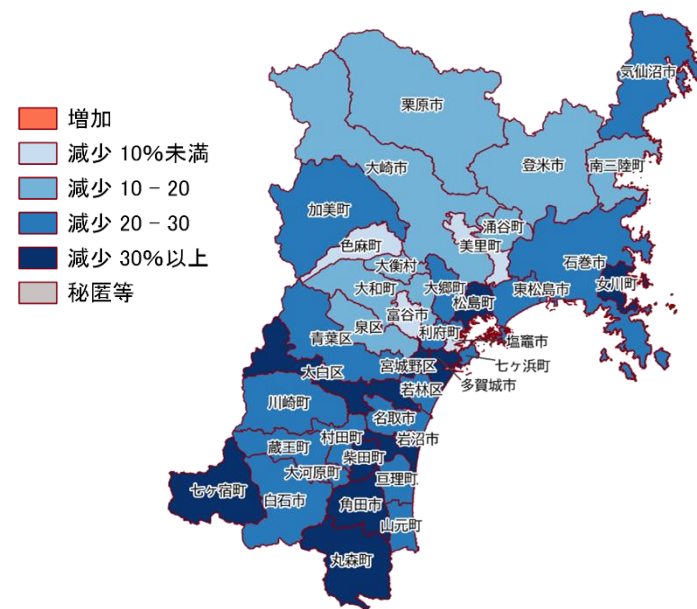 増加
減少 10%未満
減少 10 - 20
減少 20 - 30
減少 30%以上
秘匿等
気仙沼市
栗原市
大崎市
登米市
南三陸町
加美町
涌谷町
色麻町
美里町
大衡村
石巻市
大和町
大郷町
東松島市
女川町
松島町
富谷市
泉区
利府町
青葉区
塩竈市
宮城野区
七ヶ浜町
太白区
多賀城市
若林区
川崎町
名取市
村田町
岩沼市
蔵王町
柴田町
大河原町
亘理町
七ケ宿町
白石市
角田市
山元町
丸森町